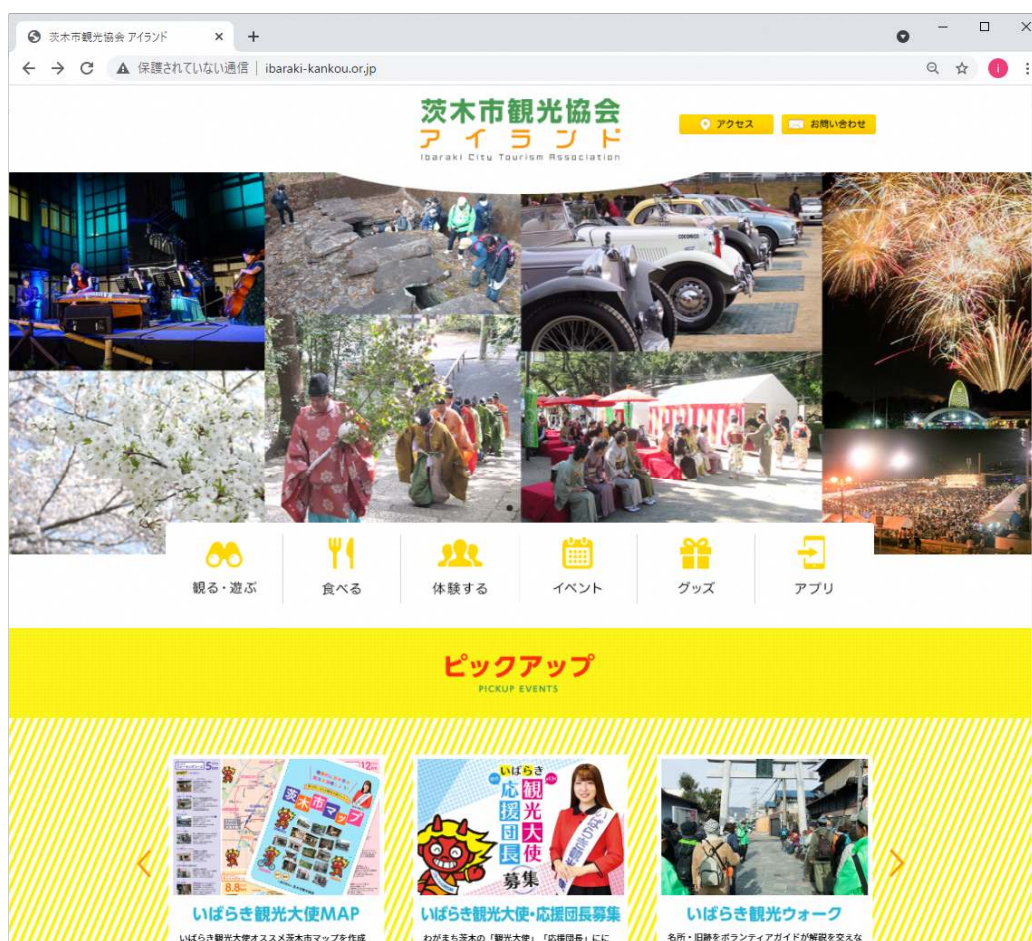 茨木市観光協会 アイランド
保護されていない通信 | ibaraki-kankou.or.jp
茨木市観光協会
アイランド
Ibaraki City Tourism Association
アクセス
お問い合わせ
観る・遊ぶ
食べる
体験する
イベント
グッズ
アプリ
ピックアップ
PICKUP EVENTS
茨木市マップ
8.8
いばらき
観光大使
応援団長
募集
いばらき観光大使MAP
いばらき観光大使・応援団長募集
いばらき観光ウォーク
いばらき観光大使オススメ茨木市マップを作成
わがまち茨木の「観光大使」「応援団長」にに
名所・旧跡をボランティアガイドが解説を交えな